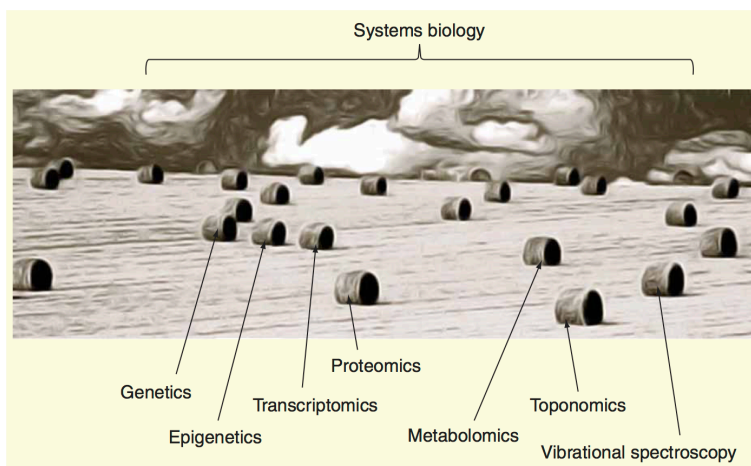 Systems biology
Proteomics
Genetics
Transcriptomics
Toponomics
Epigenetics
Metabolomics
Vibrational spectroscopy